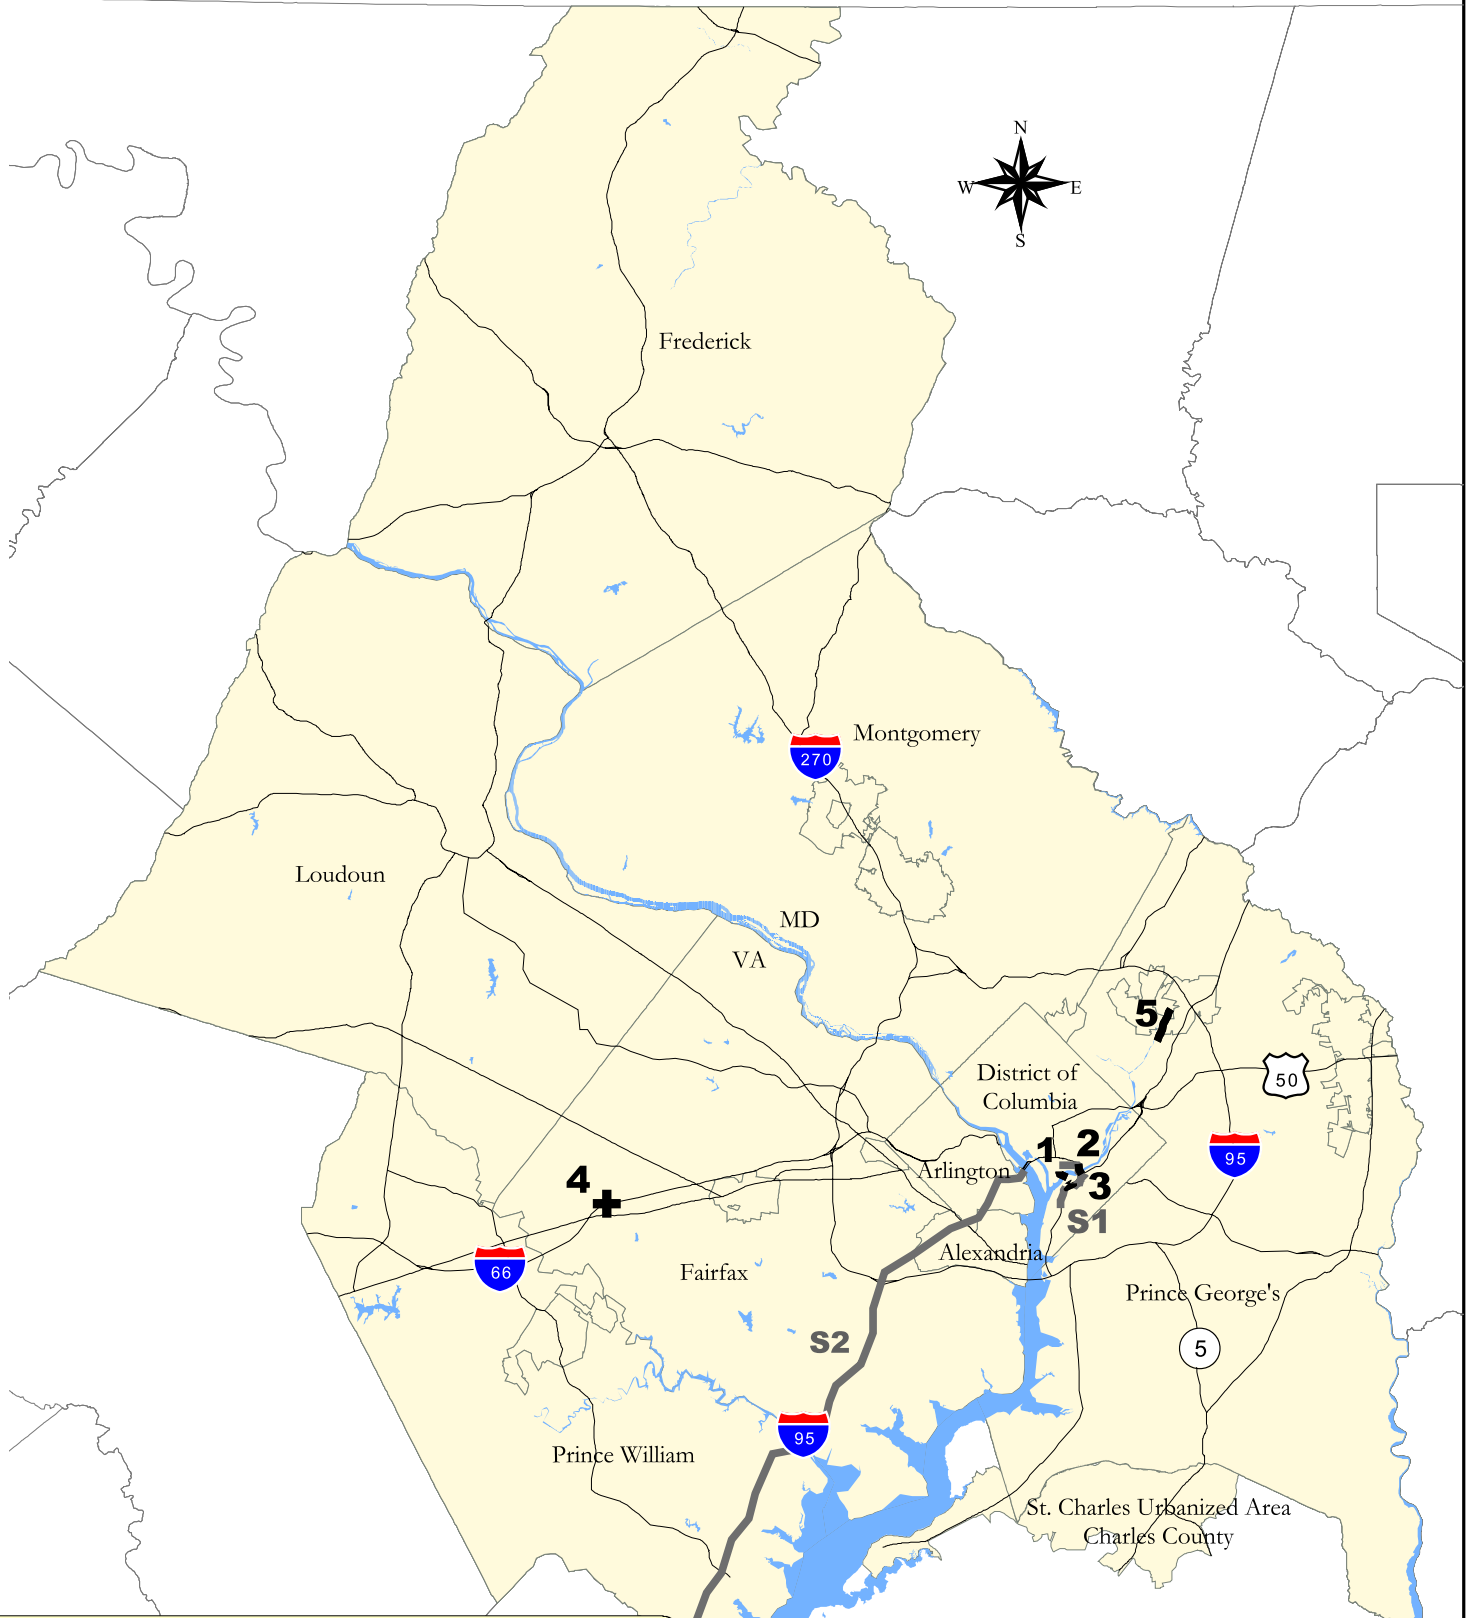 N
W E
S
Frederick
Montgomery
270
Loudoun
MD
VA
5
District of
Columbia
50
1
2
95
Arlington
4
3
S1
Alexandria
66
Fairfax
Prince George's
S2
5
95
Prince William
St. Charles Urbanized Area
Charles County